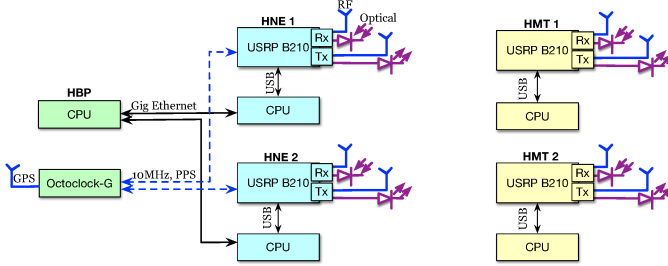 HNE 1
RF
Optical
USRP B210
Rx
Tx
USB
CPU
HMT 1
USRP B210
Rx
Tx
USB
CPU
HBP
CPU
Gig Ethernet
GPS
Octoclock-G
10MHz, PPS
HNE 2
USRP B210
Rx
Tx
USB
CPU
HMT 2
USRP B210
Rx
Tx
USB
CPU